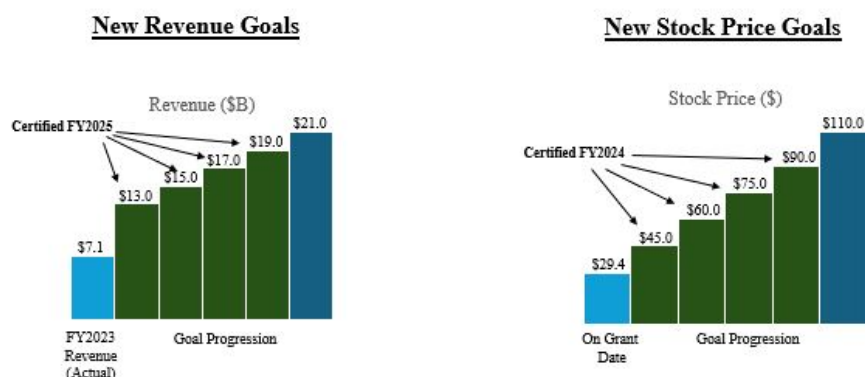 New Revenue Goals
Revenue ($B)
Certified FY2025
$7.1
$13.0
$15.0
$17.0
$19.0
$21.0
FY2023
Revenue
(Actual)
Goal Progression
New Stock Price Goals
Stock Price ($)
Certified FY2024
$29.4
$45.0
$60.0
$75.0
$90.0
$110.0
On Grant
Date
Goal Progression